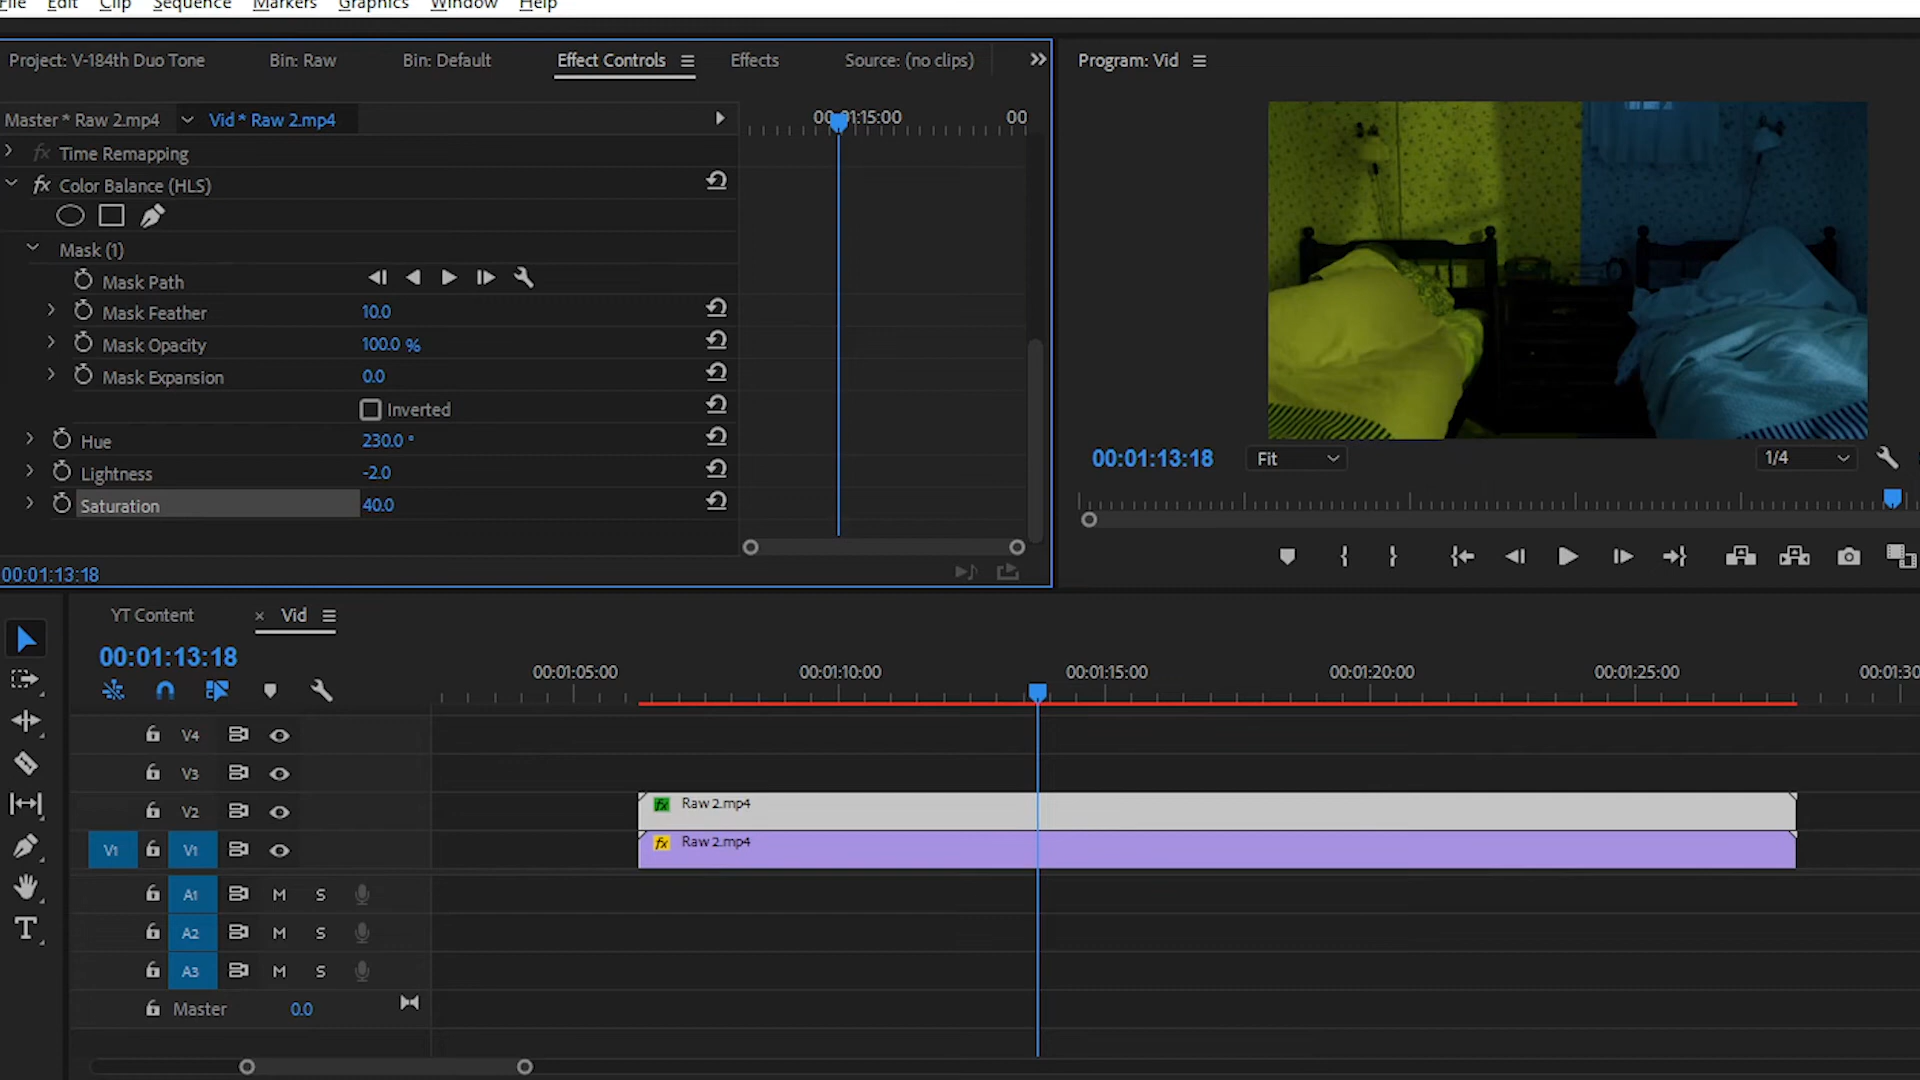 File Edit Clip Sequence Markers Graphics Window Help
Project: V-184th Duo Tone Bin: Raw Bin: Default Effect Controls Effects Source: (no clips)
Program: Vid
Master * Raw 2.mp4 Vid * Raw 2.mp4
00:01:15:00 00
fx Time Remapping
fx Color Balance (HLS)
Mask (1)
Mask Path
Mask Feather 10.0
Mask Opacity 100.0 %
Mask Expansion 0.0
Inverted
Hue 230.0 °
Lightness -2.0
Saturation 40.0
00:01:13:18
00:01:13:18 Fit 1/4
YT Content × Vid
00:01:13:18
00:01:05:00 00:01:10:00 00:01:15:00 00:01:20:00 00:01:25:00 00:01:30
V4
V3
V2 fx Raw 2.mp4
V1 V1 fx Raw 2.mp4
A1 M S
A2 M S
A3 M S
Master 0.0